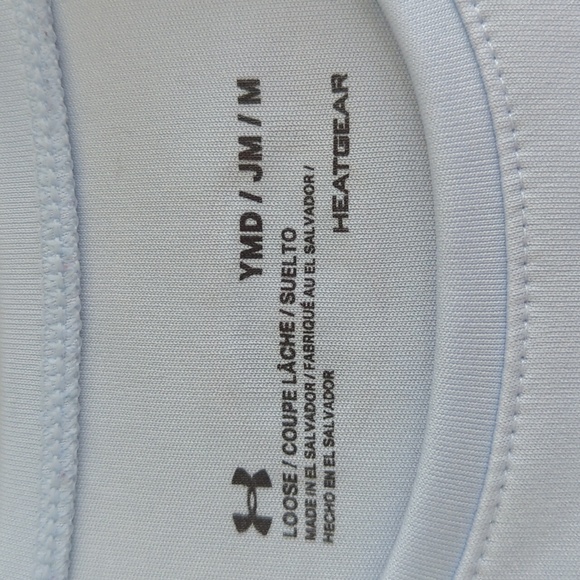 YMD / JM / M
LOOSE / COUPE LÂCHE / SUELTO
MADE IN EL SALVADOR / FABRIQUÉ AU EL SALVADOR /
HECHO EN EL SALVADOR
HEATGEAR